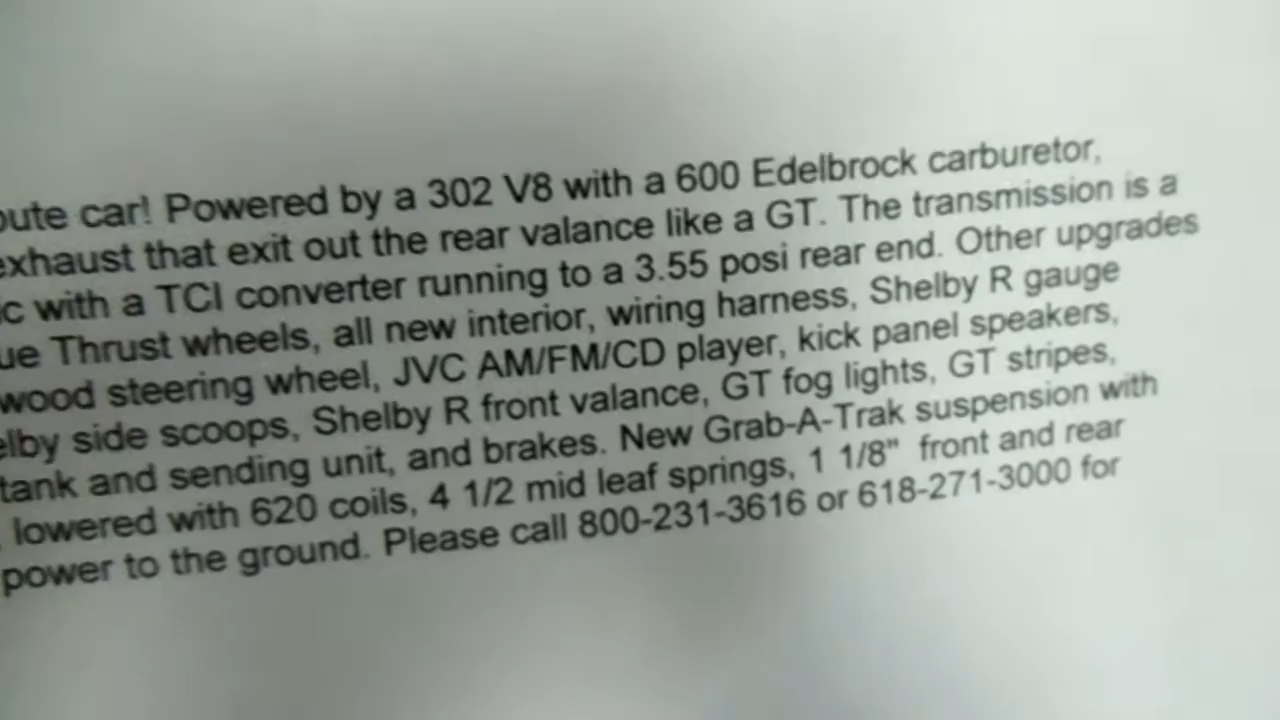 oute car! Powered by a 302 V8 with a 600 Edelbrock carburetor,
exhaust that exit out the rear valance like a GT. The transmission is a
ic with a TCI converter running to a 3.55 posi rear end. Other upgrades
ue Thrust wheels, all new interior, wiring harness, Shelby R gauge
wood steering wheel, JVC AM/FM/CD player, kick panel speakers,
elby side scoops, Shelby R front valance, GT fog lights, GT stripes,
tank and sending unit, and brakes. New Grab-A-Trak suspension with
, lowered with 620 coils, 4 1/2 mid leaf springs, 1 1/8" front and rear
power to the ground. Please call 800-231-3616 or 618-271-3000 for